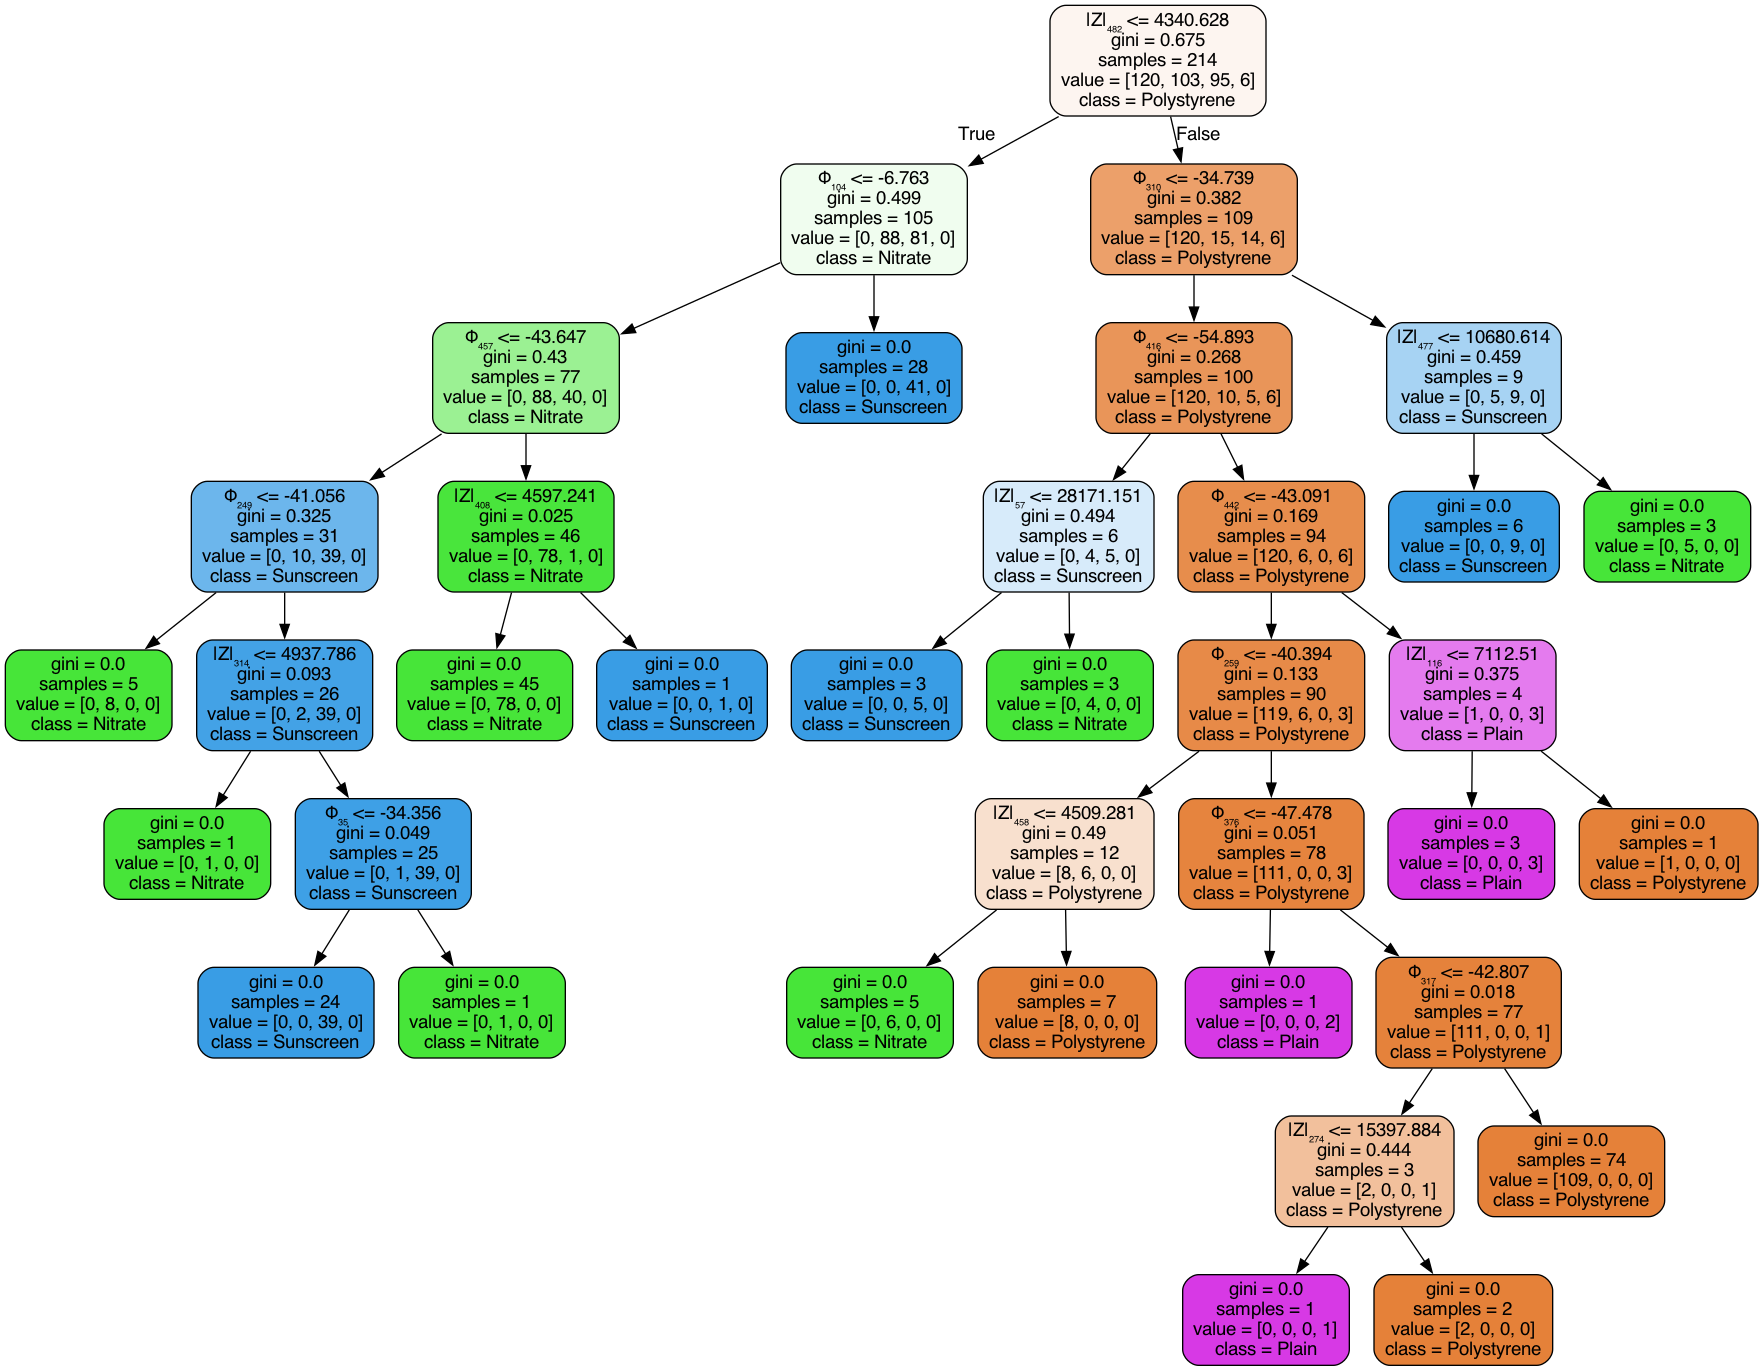 |Z|₄₈₂ <= 4340.628
gini = 0.675
samples = 214
value = [120, 103, 95, 6]
class = Polystyrene
True
False
Φ₁₀₄ <= -6.763
gini = 0.499
samples = 105
value = [0, 88, 81, 0]
class = Nitrate
Φ₃₁₀ <= -34.739
gini = 0.382
samples = 109
value = [120, 15, 14, 6]
class = Polystyrene
Φ₄₅₇ <= -43.647
gini = 0.43
samples = 77
value = [0, 88, 40, 0]
class = Nitrate
gini = 0.0
samples = 28
value = [0, 0, 41, 0]
class = Sunscreen
Φ₄₁₆ <= -54.893
gini = 0.268
samples = 100
value = [120, 10, 5, 6]
class = Polystyrene
|Z|₄₇₇ <= 10680.614
gini = 0.459
samples = 9
value = [0, 5, 9, 0]
class = Sunscreen
Φ₂₄₉ <= -41.056
gini = 0.325
samples = 31
value = [0, 10, 39, 0]
class = Sunscreen
|Z|₄₀₈ <= 4597.241
gini = 0.025
samples = 46
value = [0, 78, 1, 0]
class = Nitrate
|Z|₅₇ <= 28171.151
gini = 0.494
samples = 6
value = [0, 4, 5, 0]
class = Sunscreen
Φ₄₄₂ <= -43.091
gini = 0.169
samples = 94
value = [120, 6, 0, 6]
class = Polystyrene
gini = 0.0
samples = 6
value = [0, 0, 9, 0]
class = Sunscreen
gini = 0.0
samples = 3
value = [0, 5, 0, 0]
class = Nitrate
gini = 0.0
samples = 5
value = [0, 8, 0, 0]
class = Nitrate
|Z|₃₁₄ <= 4937.786
gini = 0.093
samples = 26
value = [0, 2, 39, 0]
class = Sunscreen
gini = 0.0
samples = 45
value = [0, 78, 0, 0]
class = Nitrate
gini = 0.0
samples = 1
value = [0, 0, 1, 0]
class = Sunscreen
gini = 0.0
samples = 3
value = [0, 0, 5, 0]
class = Sunscreen
gini = 0.0
samples = 3
value = [0, 4, 0, 0]
class = Nitrate
Φ₂₅₉ <= -40.394
gini = 0.133
samples = 90
value = [119, 6, 0, 3]
class = Polystyrene
|Z|₁₁₆ <= 7112.51
gini = 0.375
samples = 4
value = [1, 0, 0, 3]
class = Plain
gini = 0.0
samples = 1
value = [0, 1, 0, 0]
class = Nitrate
Φ₃₅ <= -34.356
gini = 0.049
samples = 25
value = [0, 1, 39, 0]
class = Sunscreen
|Z|₄₅₈ <= 4509.281
gini = 0.49
samples = 12
value = [8, 6, 0, 0]
class = Polystyrene
Φ₃₇₆ <= -47.478
gini = 0.051
samples = 78
value = [111, 0, 0, 3]
class = Polystyrene
gini = 0.0
samples = 3
value = [0, 0, 0, 3]
class = Plain
gini = 0.0
samples = 1
value = [1, 0, 0, 0]
class = Polystyrene
gini = 0.0
samples = 24
value = [0, 0, 39, 0]
class = Sunscreen
gini = 0.0
samples = 1
value = [0, 1, 0, 0]
class = Nitrate
gini = 0.0
samples = 5
value = [0, 6, 0, 0]
class = Nitrate
gini = 0.0
samples = 7
value = [8, 0, 0, 0]
class = Polystyrene
gini = 0.0
samples = 1
value = [0, 0, 0, 2]
class = Plain
Φ₃₁₇ <= -42.807
gini = 0.018
samples = 77
value = [111, 0, 0, 1]
class = Polystyrene
|Z|₂₇₄ <= 15397.884
gini = 0.444
samples = 3
value = [2, 0, 0, 1]
class = Polystyrene
gini = 0.0
samples = 74
value = [109, 0, 0, 0]
class = Polystyrene
gini = 0.0
samples = 1
value = [0, 0, 0, 1]
class = Plain
gini = 0.0
samples = 2
value = [2, 0, 0, 0]
class = Polystyrene